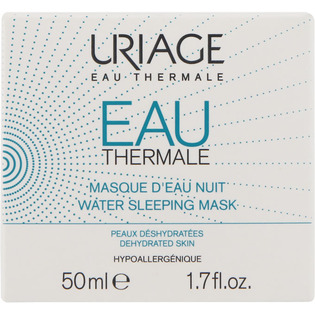 URIAGE
EAU THERMALE
EAU
THERMALE
MASQUE D'EAU NUIT
WATER SLEEPING MASK
PEAUX DÉSHYDRATÉES
DEHYDRATED SKIN
HYPOALLERGÉNIQUE
50ml e 1.7fl.oz.